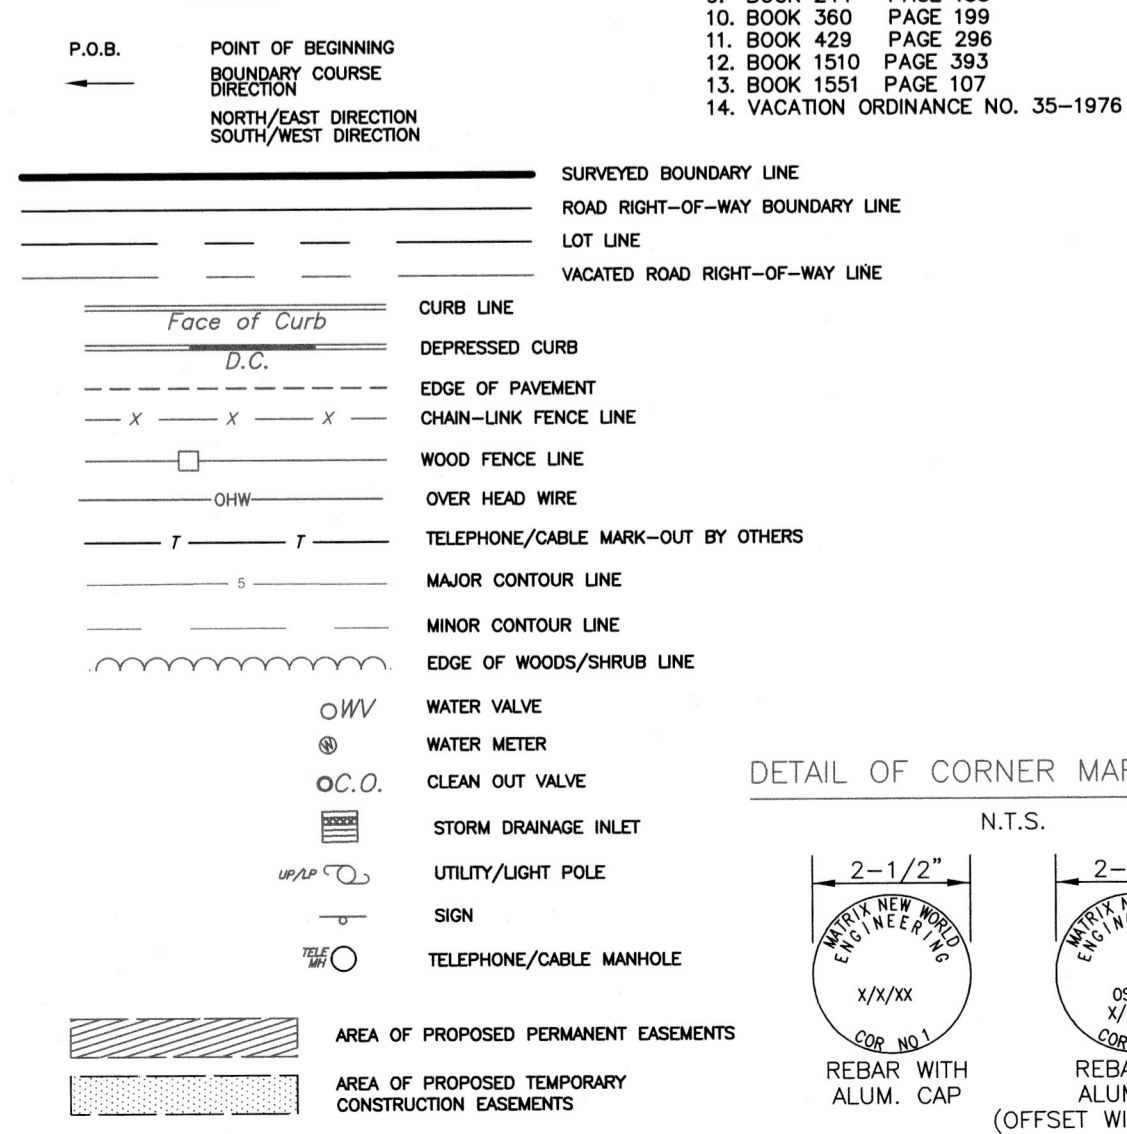 P.O.B. POINT OF BEGINNING
BOUNDARY COURSE
DIRECTION
NORTH/EAST DIRECTION
SOUTH/WEST DIRECTION
10. BOOK 360 PAGE 199
11. BOOK 429 PAGE 296
12. BOOK 1510 PAGE 393
13. BOOK 1551 PAGE 107
14. VACATION ORDINANCE NO. 35-1976
SURVEYED BOUNDARY LINE
ROAD RIGHT-OF-WAY BOUNDARY LINE
LOT LINE
VACATED ROAD RIGHT-OF-WAY LINE
CURB LINE
Face of Curb
DEPRESSED CURB
D.C.
EDGE OF PAVEMENT
X X X CHAIN-LINK FENCE LINE
WOOD FENCE LINE
OHW OVER HEAD WIRE
T T TELEPHONE/CABLE MARK-OUT BY OTHERS
5 MAJOR CONTOUR LINE
MINOR CONTOUR LINE
EDGE OF WOODS/SHRUB LINE
WV WATER VALVE
W WATER METER
C.O. CLEAN OUT VALVE
STORM DRAINAGE INLET
UP/LP UTILITY/LIGHT POLE
SIGN
TELE
MH TELEPHONE/CABLE MANHOLE
AREA OF PROPOSED PERMANENT EASEMENTS
AREA OF PROPOSED TEMPORARY
CONSTRUCTION EASEMENTS
DETAIL OF CORNER
N.T.S.
2-1/2"
MATRIX NEW WORLD
ENGINEERING
X/X/XX
COR NO 1
REBAR WITH
ALUM. CAP
2-
MATRIX
(OFFSET